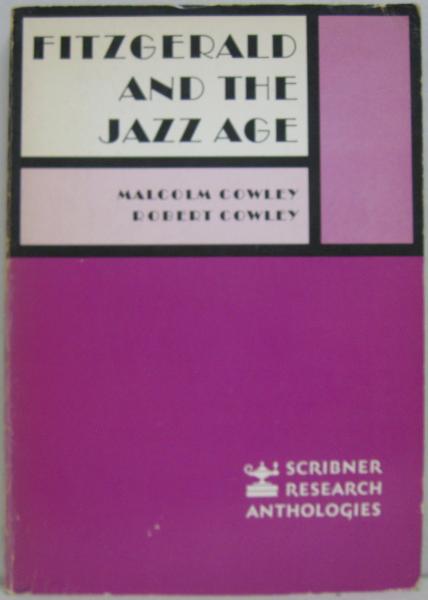 FITZGERALD
AND THE
JAZZ AGE
MALCOLM COWLEY
ROBERT COWLEY
SCRIBNER
RESEARCH
ANTHOLOGIES